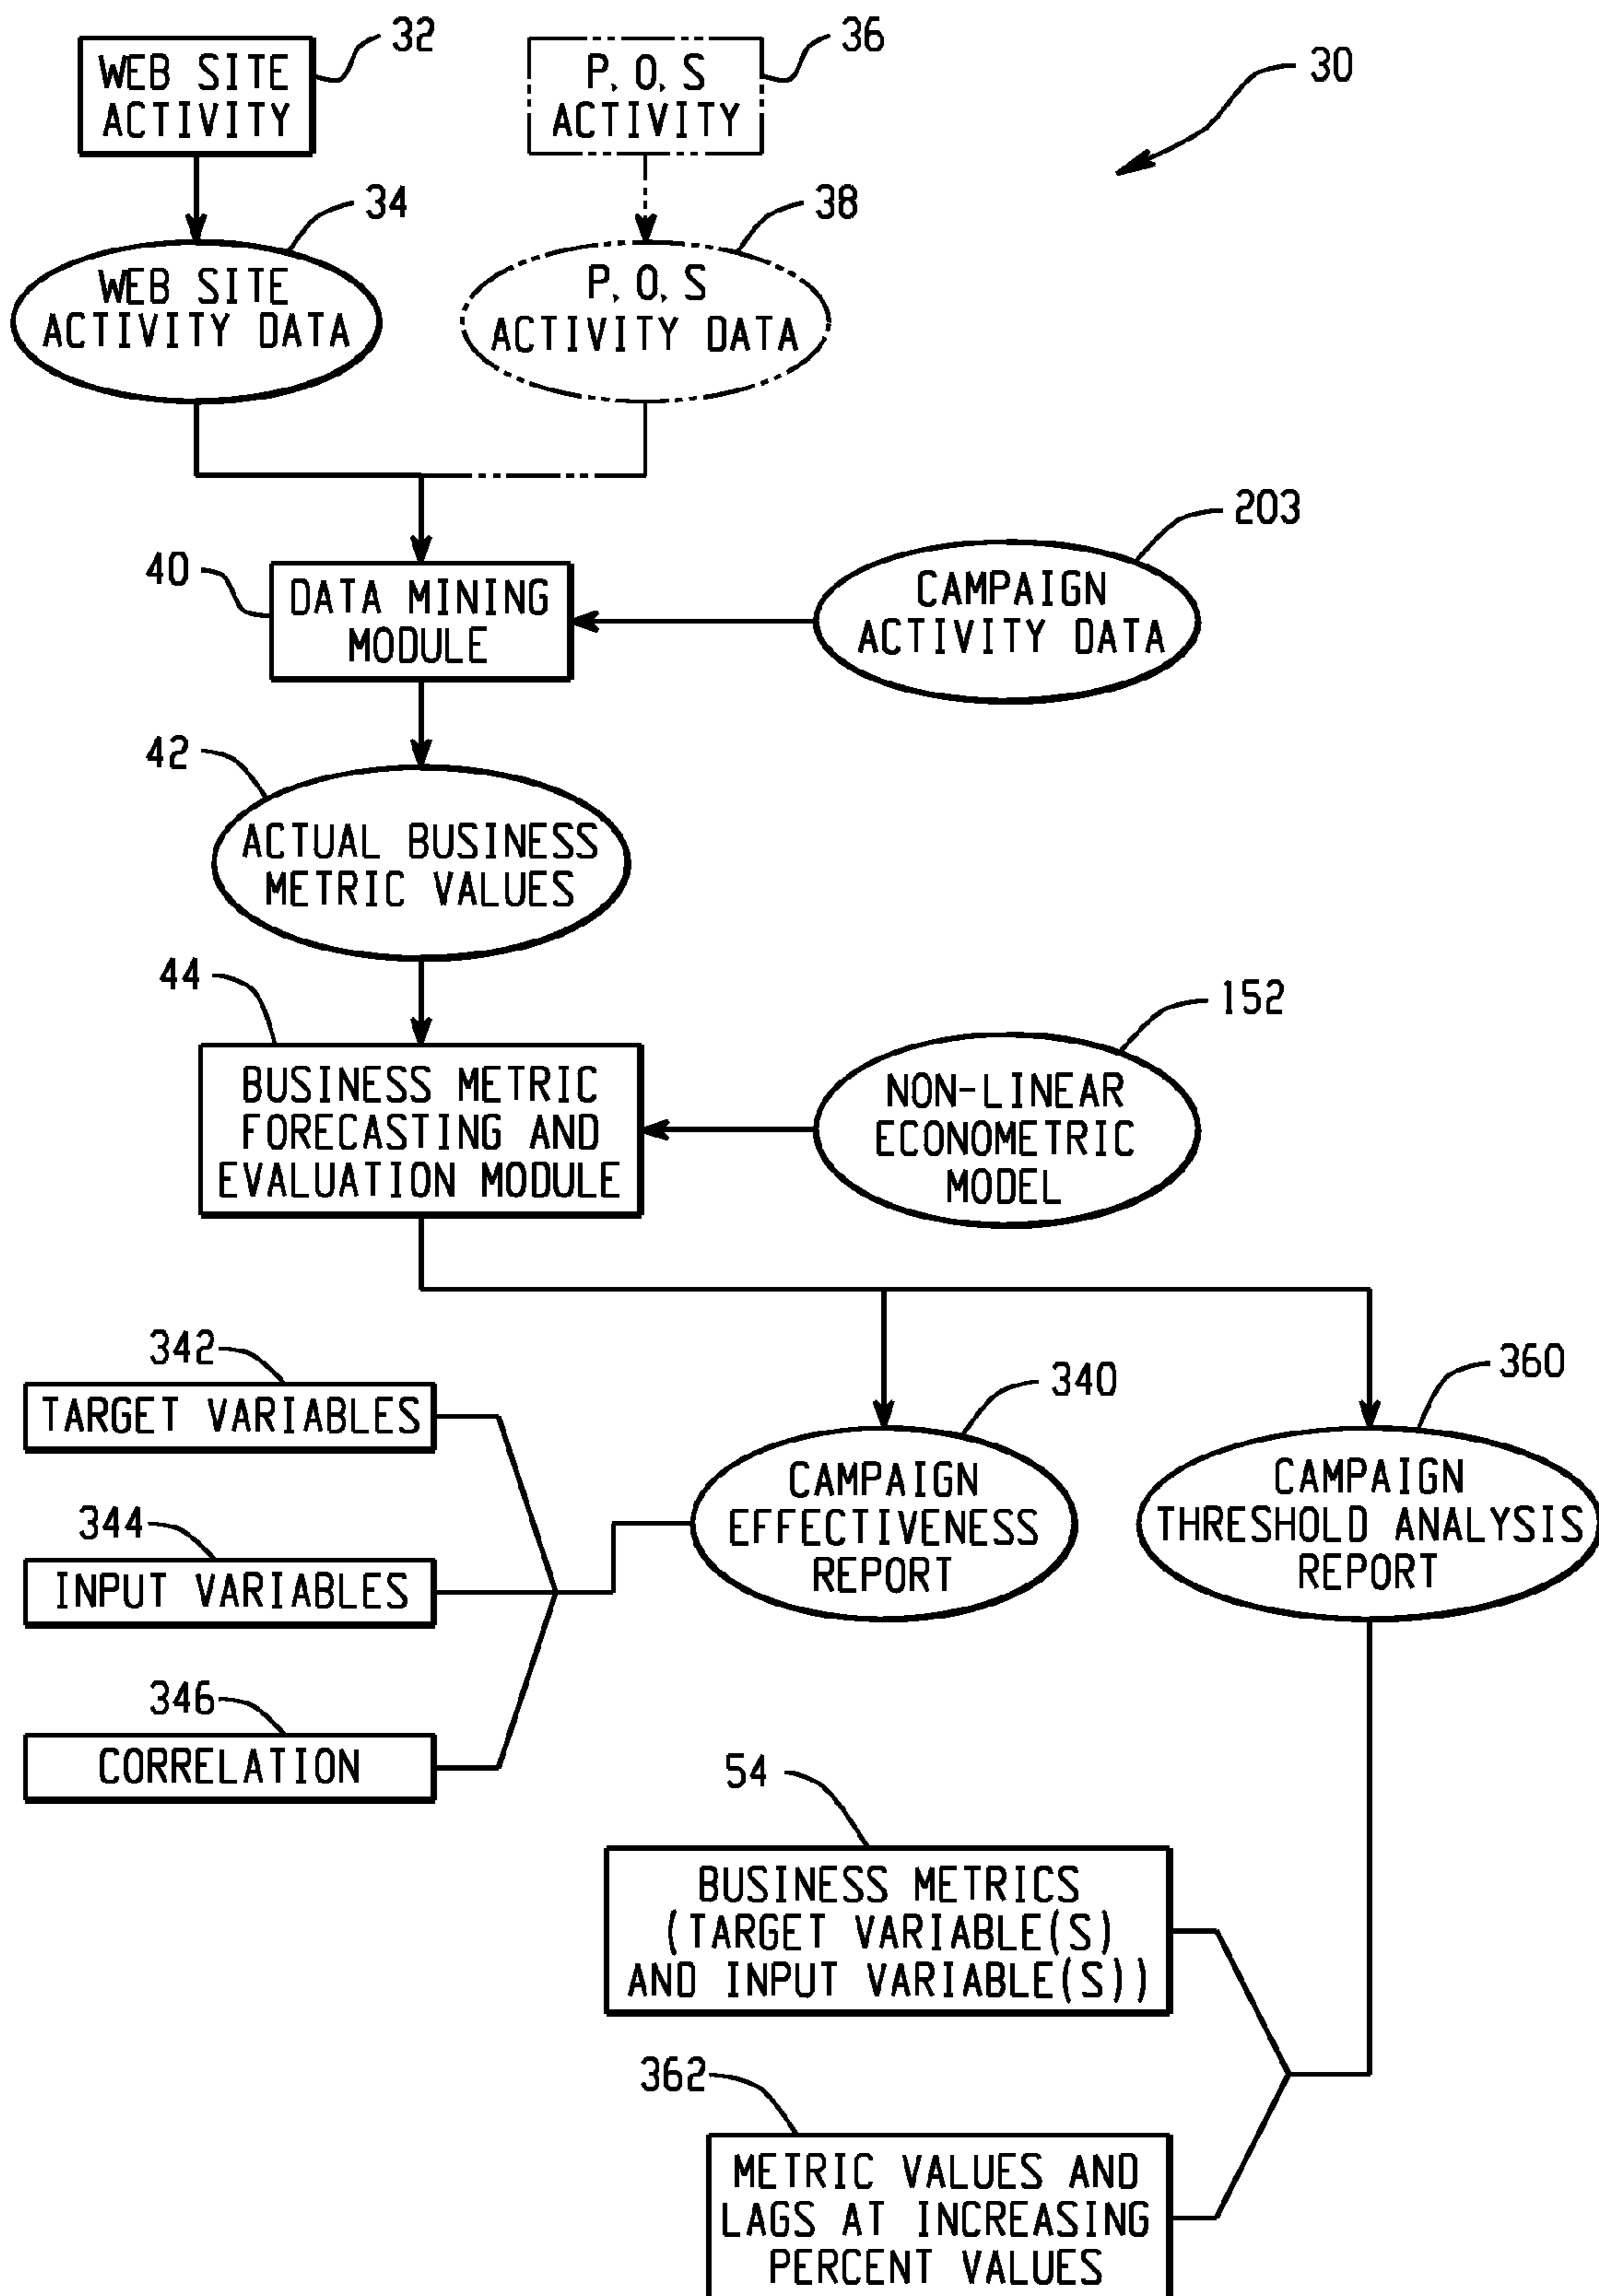 32
WEB SITE
ACTIVITY
36
P.O.S
ACTIVITY
30
34
WEB SITE
ACTIVITY DATA
38
P.O.S
ACTIVITY DATA
203
CAMPAIGN
ACTIVITY DATA
40
DATA MINING
MODULE
42
ACTUAL BUSINESS
METRIC VALUES
44
BUSINESS METRIC
FORECASTING AND
EVALUATION MODULE
152
NON-LINEAR
ECONOMETRIC
MODEL
342
TARGET VARIABLES
344
INPUT VARIABLES
346
CORRELATION
340
CAMPAIGN
EFFECTIVENESS
REPORT
360
CAMPAIGN
THRESHOLD ANALYSIS
REPORT
54
BUSINESS METRICS
(TARGET VARIABLE(S)
AND INPUT VARIABLE(S))
362
METRIC VALUES AND
LAGS AT INCREASING
PERCENT VALUES